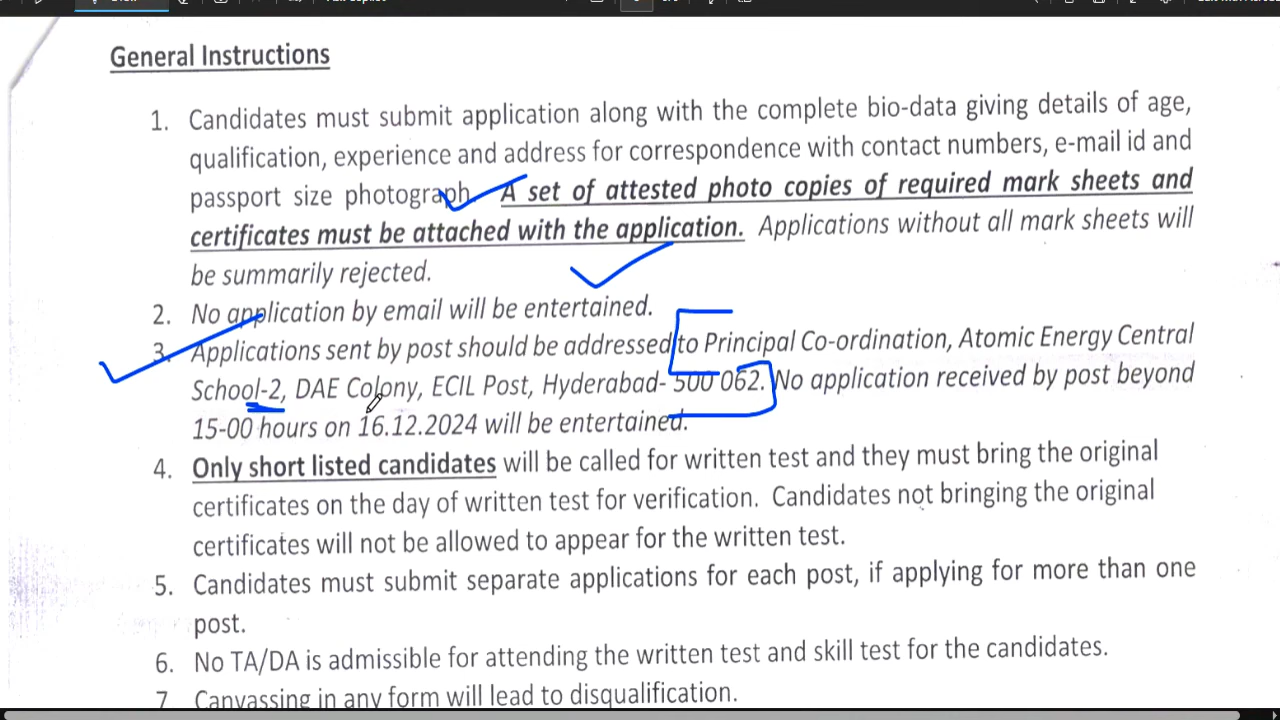 General Instructions
1. Candidates must submit application along with the complete bio-data giving details of age,
qualification, experience and address for correspondence with contact numbers, e-mail id and
passport size photograph. A set of attested photo copies of required mark sheets and
certificates must be attached with the application. Applications without all mark sheets will
be summarily rejected.
2. No application by email will be entertained.
3. Applications sent by post should be addressed to Principal Co-ordination, Atomic Energy Central
School-2, DAE Colony, ECIL Post, Hyderabad- 500 062. No application received by post beyond
15-00 hours on 16.12.2024 will be entertained.
4. Only short listed candidates will be called for written test and they must bring the original
certificates on the day of written test for verification. Candidates not bringing the original
certificates will not be allowed to appear for the written test.
5. Candidates must submit separate applications for each post, if applying for more than one
post.
6. No TA/DA is admissible for attending the written test and skill test for the candidates.
7 Canvassing in any form will lead to disqualification.